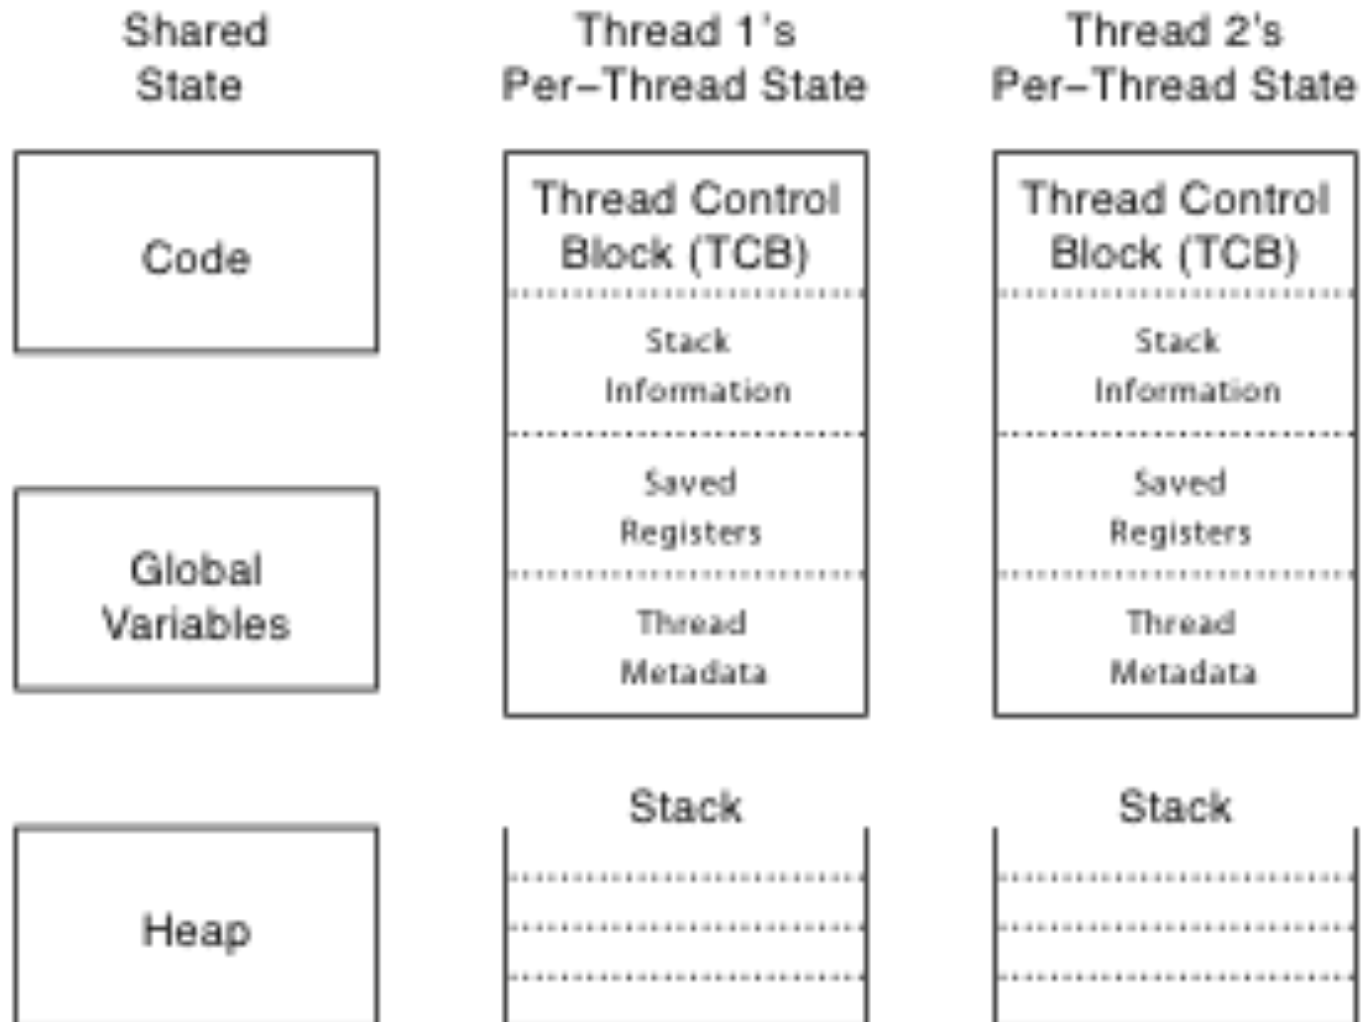 Shared
State
Thread 1's
Per-Thread State
Thread 2's
Per-Thread State
Code
Global
Variables
Heap
Thread Control
Block (TCB)
Stack
Information
Saved
Registers
Thread
Metadata
Stack
Thread Control
Block (TCB)
Stack
Information
Saved
Registers
Thread
Metadata
Stack